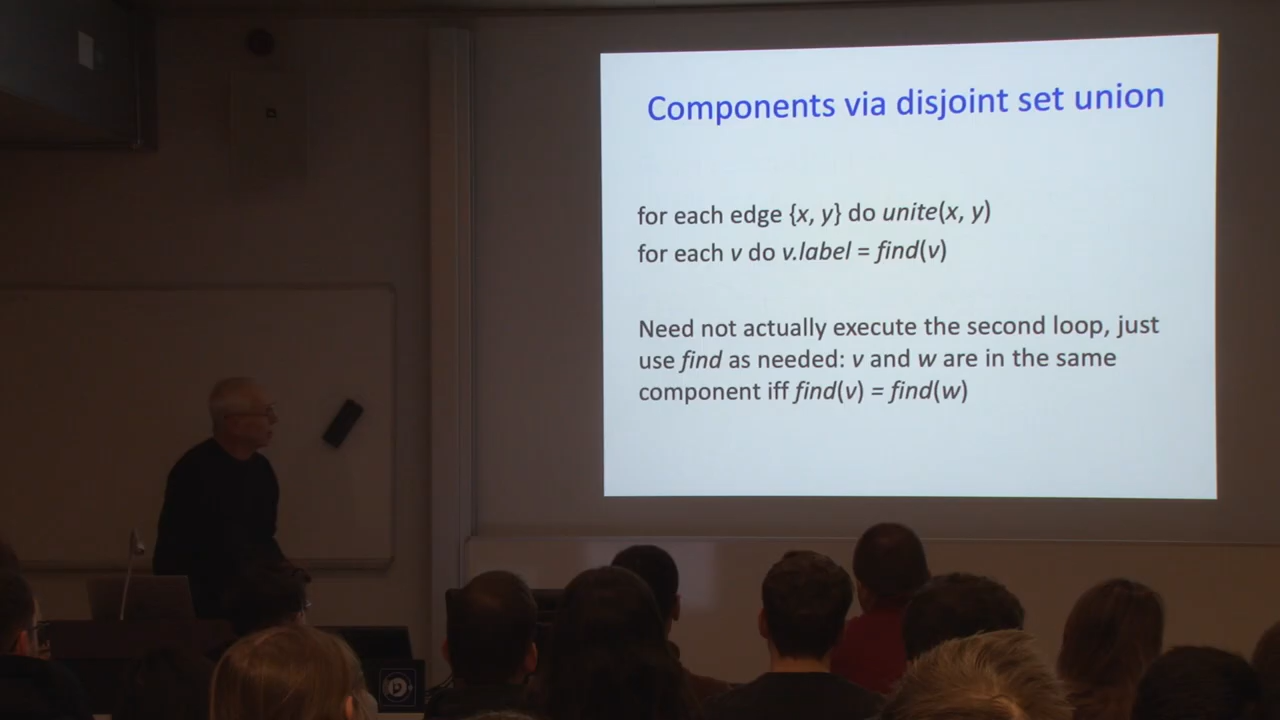 Components via disjoint set union
for each edge {x, y} do unite(x, y)
for each v do v.label = find(v)
Need not actually execute the second loop, just
use find as needed: v and w are in the same
component iff find(v) = find(w)